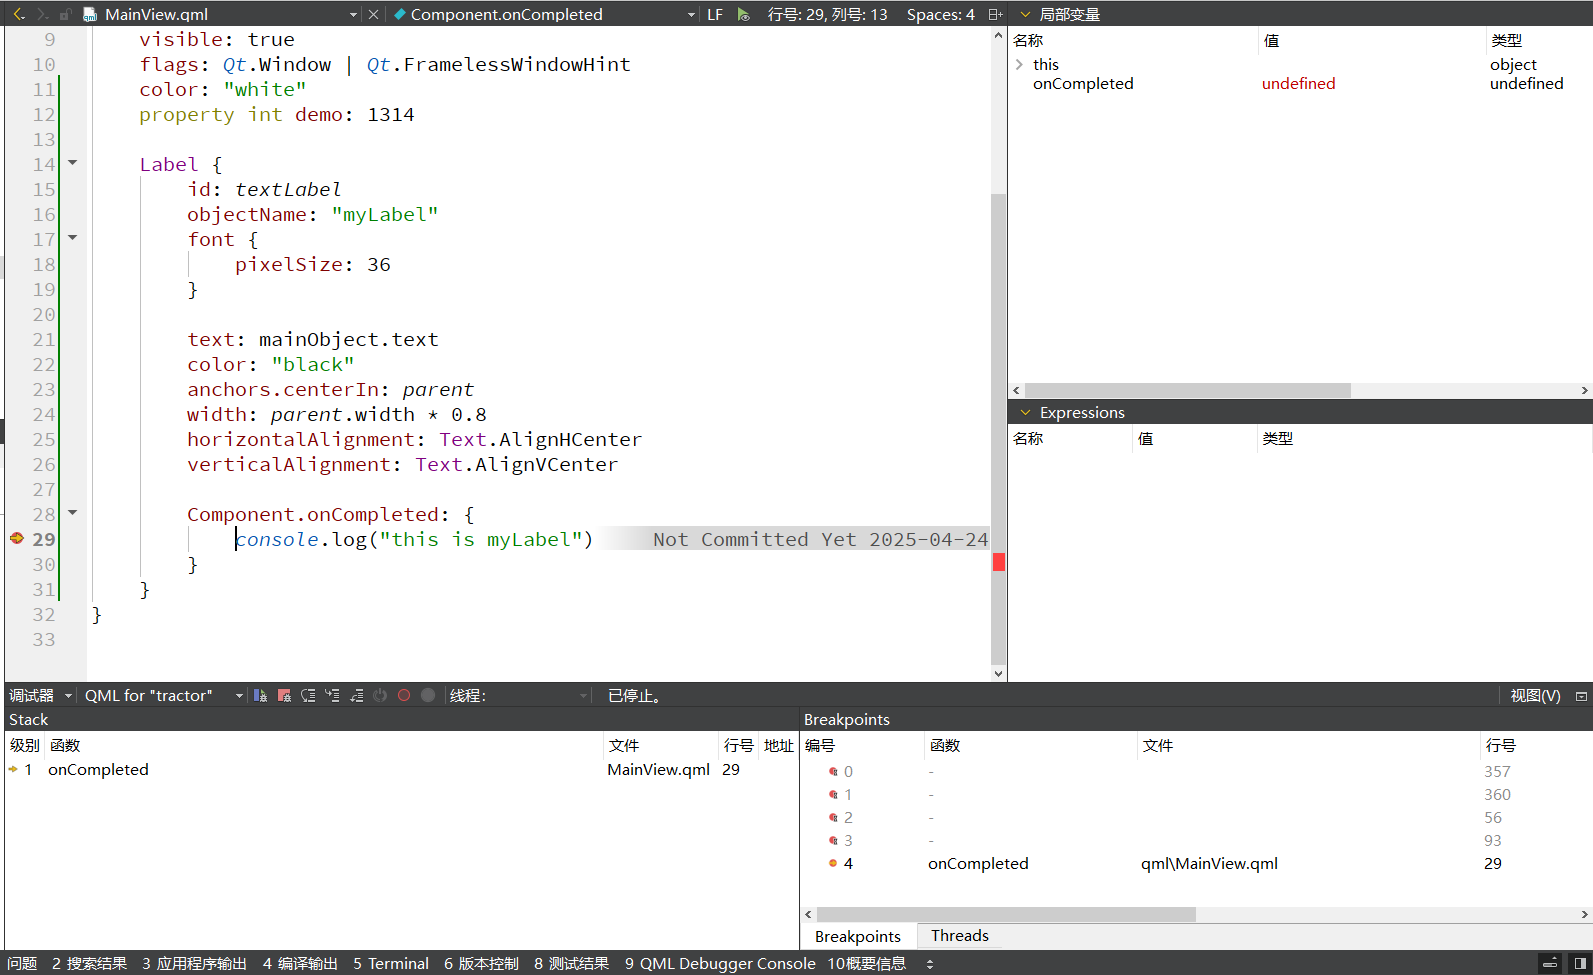 MainView.qml
Component.onCompleted
LF
行号: 29, 列号: 13
Spaces: 4
9 visible: true
10 flags: Qt.Window | Qt.FramelessWindowHint
11 color: "white"
12 property int demo: 1314
13
14 Label {
15 id: textLabel
16 objectName: "myLabel"
17 font {
18 pixelSize: 36
19 }
20
21 text: mainObject.text
22 color: "black"
23 anchors.centerIn: parent
24 width: parent.width * 0.8
25 horizontalAlignment: Text.AlignHCenter
26 verticalAlignment: Text.AlignVCenter
27
28 Component.onCompleted: {
29 console.log("this is myLabel") Not Committed Yet 2025-04-24
30 }
31 }
32 }
33
局部变量
名称 值 类型
this object
onCompleted undefined undefined
Expressions
名称 值 类型
调试器 QML for "tractor" 线程: 已停止。 视图(V)
Stack
级别 函数 文件 行号 地址
1 onCompleted MainView.qml 29
Breakpoints
编号 函数 文件 行号
0 - 357
1 - 360
2 - 56
3 - 93
4 onCompleted qml\MainView.qml 29
Breakpoints Threads
问题 2 搜索结果 3 应用程序输出 4 编译输出 5 Terminal 6 版本控制 8 测试结果 9 QML Debugger Console 10概要信息